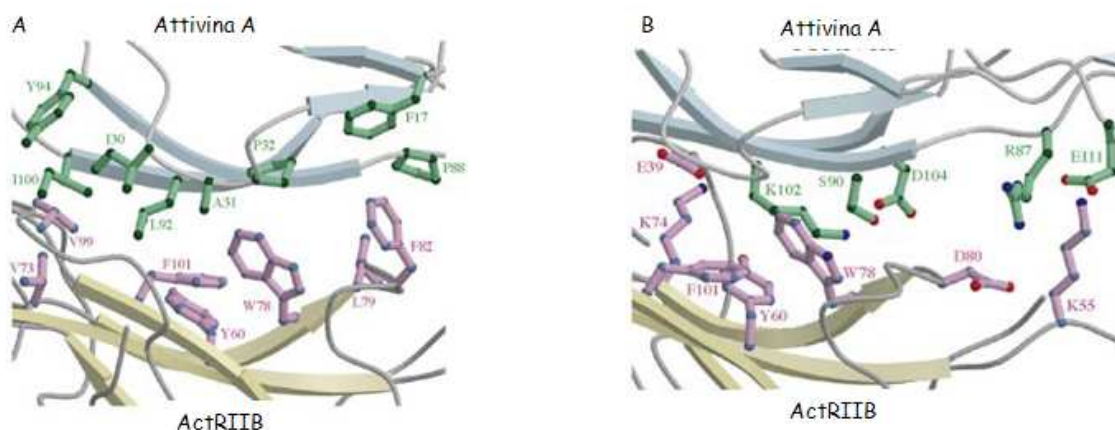 A
Attivina A
Y94
I30
P32
F17
I100
L92
A31
P88
V99
V73
F101
W78
L79
F82
Y60
ActRIIB
B
Attivina A
E39
K102
S90
D104
R87
E111
K74
F101
W78
D80
Y60
K55
ActRIIB